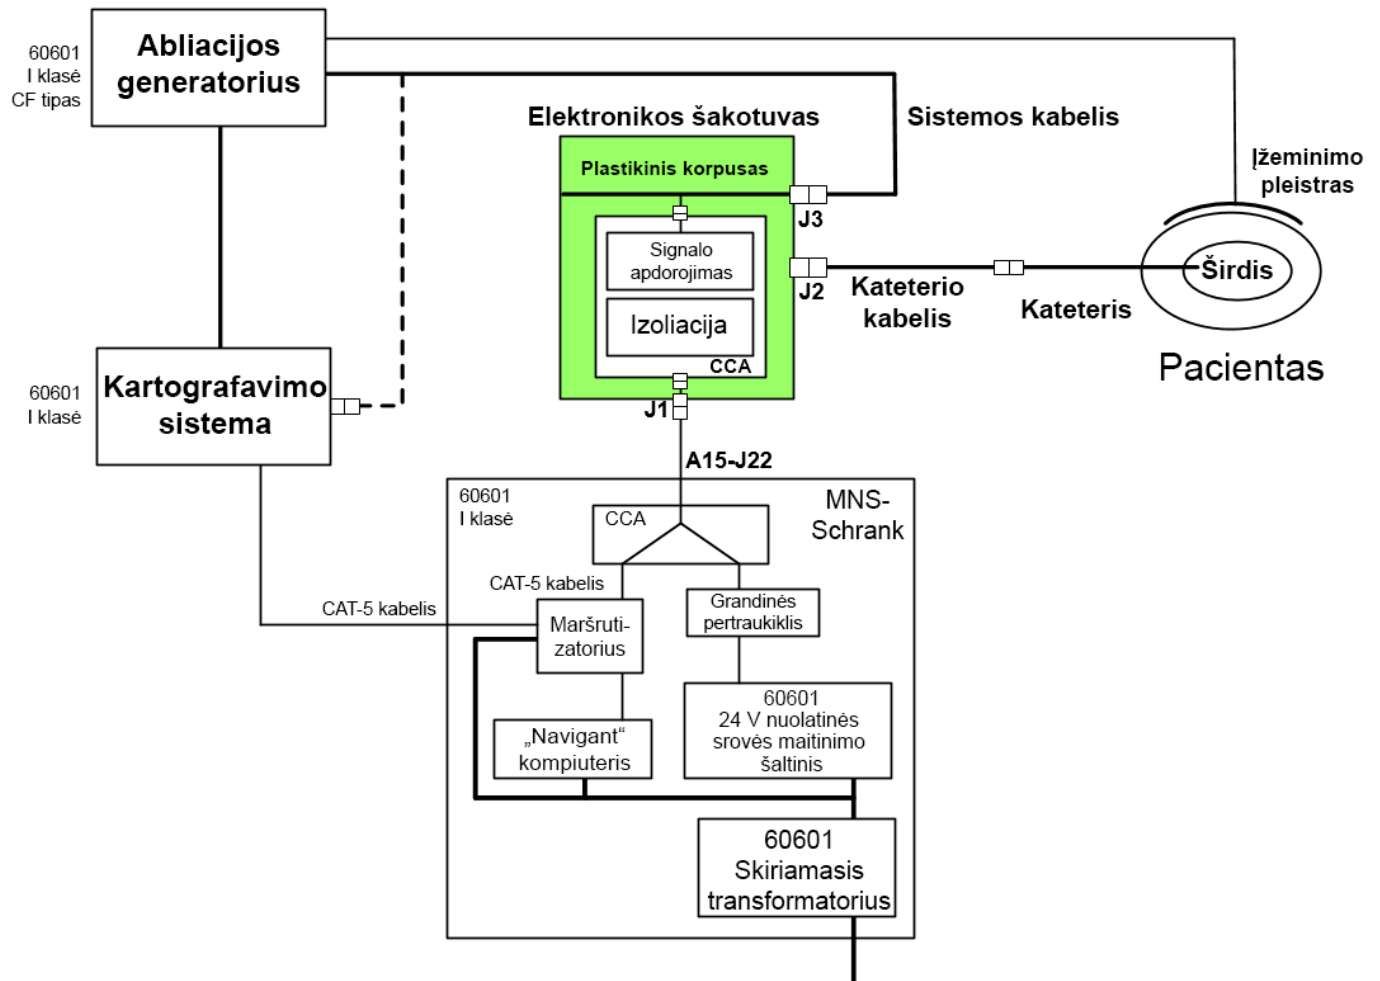 60601
I klasė
CF tipas
Abliacijos
generatorius
Elektronikos šakotuvas
Sistemos kabelis
Plastikinis korpusas
J3
Įžeminimo
pleistras
Signalo
apdorojimas
Izoliacija
CCA
J2
Kateterio
kabelis
Kateteris
Širdis
Pacientas
60601
I klasė
Kartografavimo
sistema
J1
A15-J22
60601
I klasė
MNS-
Schrank
CCA
CAT-5 kabelis
CAT-5 kabelis
Maršruti-
zatorius
Grandinės
pertraukiklis
„Navigant“
kompiuteris
60601
24 V nuolatinės
srovės maitinimo
šaltinis
60601
Skiriamasis
transformatorius